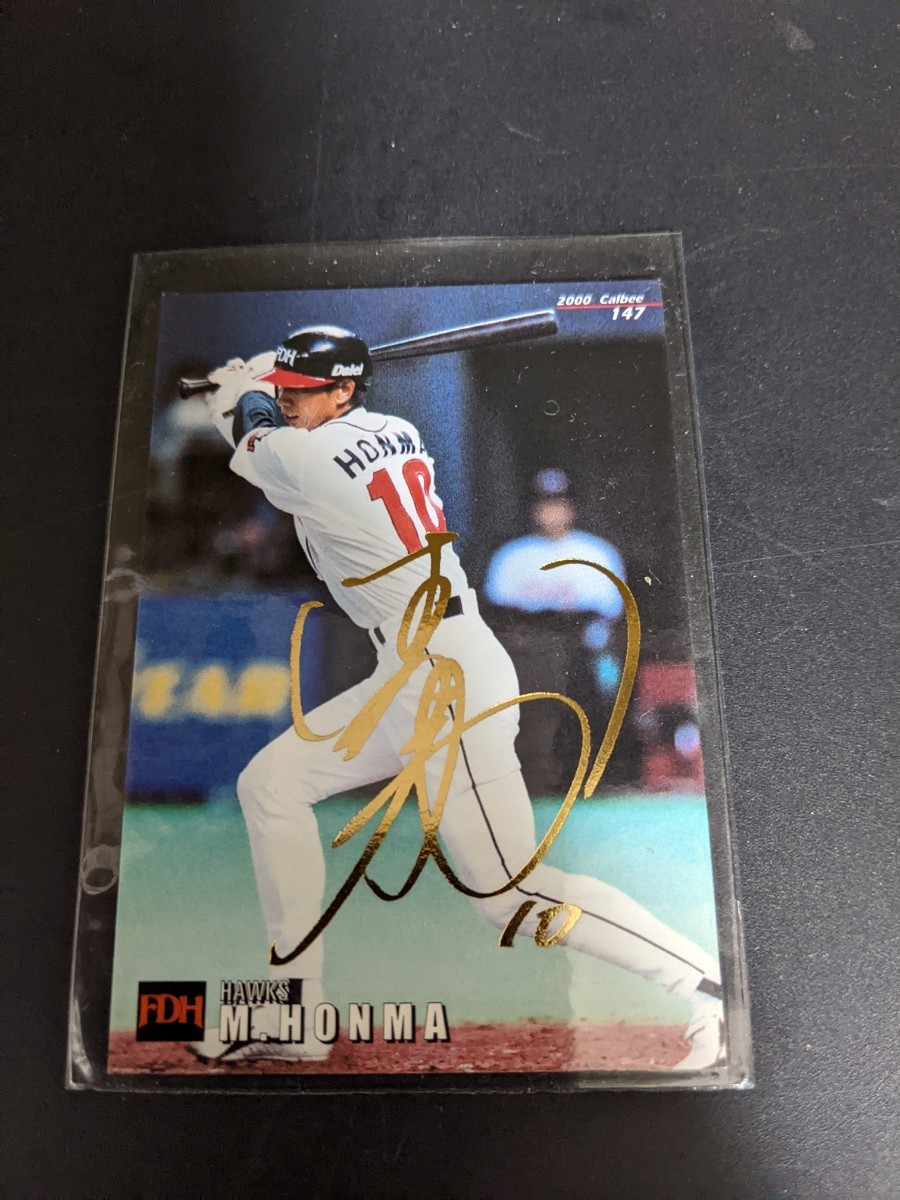 2000 Calbee
147
FDH
Daiei
HONMA
10
10
FDH
HAWKS
M.HONMA